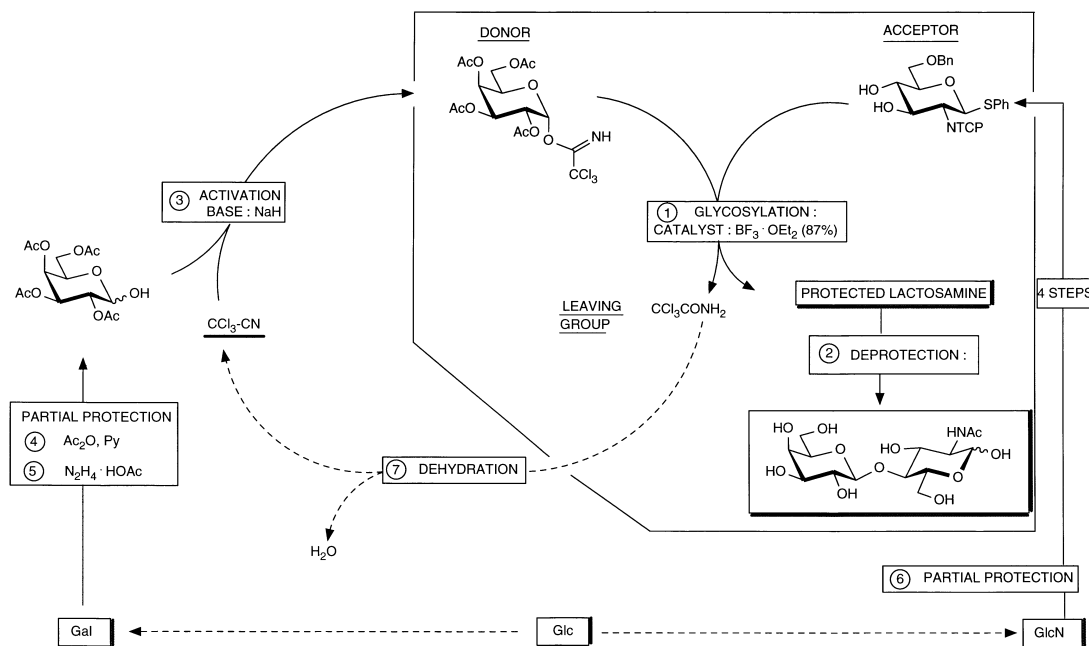 DONOR
ACCEPTOR
AcO
OAc
O
AcO
AcO
O
NH
CCl3
OBn
HO
O
HO
SPh
NTCP
3 ACTIVATION
BASE : NaH
1 GLYCOSYLATION :
CATALYST : BF3 · OEt2 (87%)
AcO
OAc
O
AcO
OH
OAc
CCl3-CN
LEAVING
GROUP
CCl3CONH2
PROTECTED LACTOSAMINE
4 STEPS
2 DEPROTECTION :
PARTIAL PROTECTION
4 Ac2O, Py
5 N2H4 · HOAc
HO
OH
O
HO
OH
O
HO
NHAc
OH
O
OH
7 DEHYDRATION
H2O
6 PARTIAL PROTECTION
Gal
Glc
GlcN